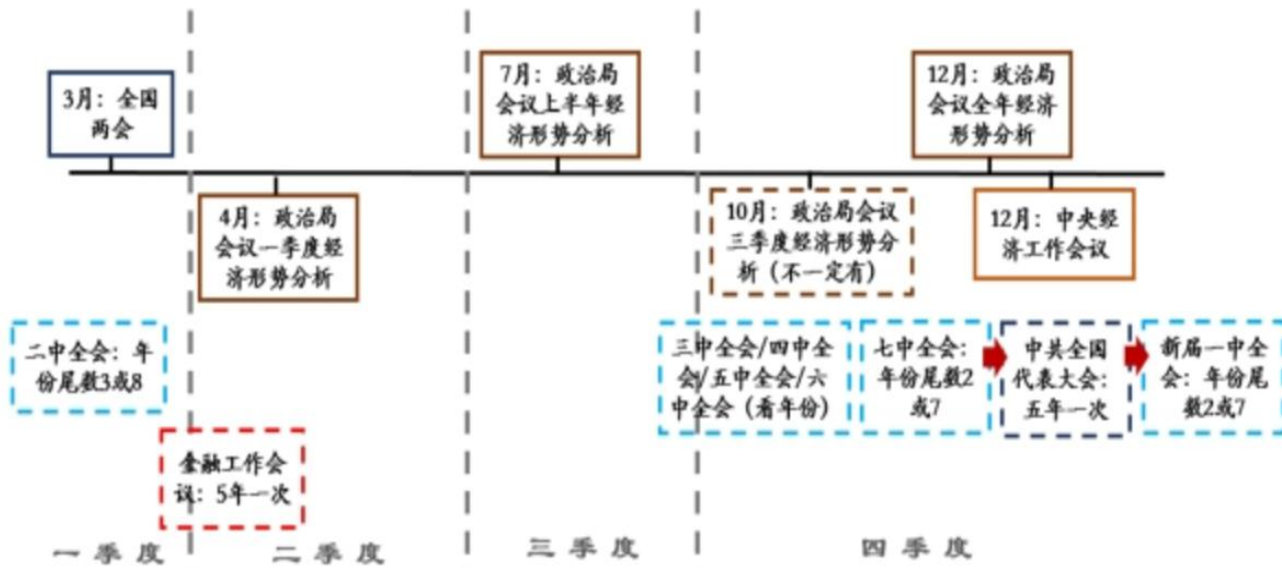 3月：全国
两会
7月：政治局
会议上半年经
济形势分析
12月：政治局
会议全年经济
形势分析
4月：政治局
会议一季度经
济形势分析
10月：政治局会议
三季度经济形势分
析（不一定有）
12月：中央经
济工作会议
二中全会：年
份尾数3或8
三中全会/四中全
会/五中全会/六
中全会（看年份）
七中全会：
年份尾数2
或7
中共全国
代表大会：
五年一次
新届一中全
会：年份尾
数2或7
金融工作会
议：5年一次
一季度
二季度
三季度
四季度